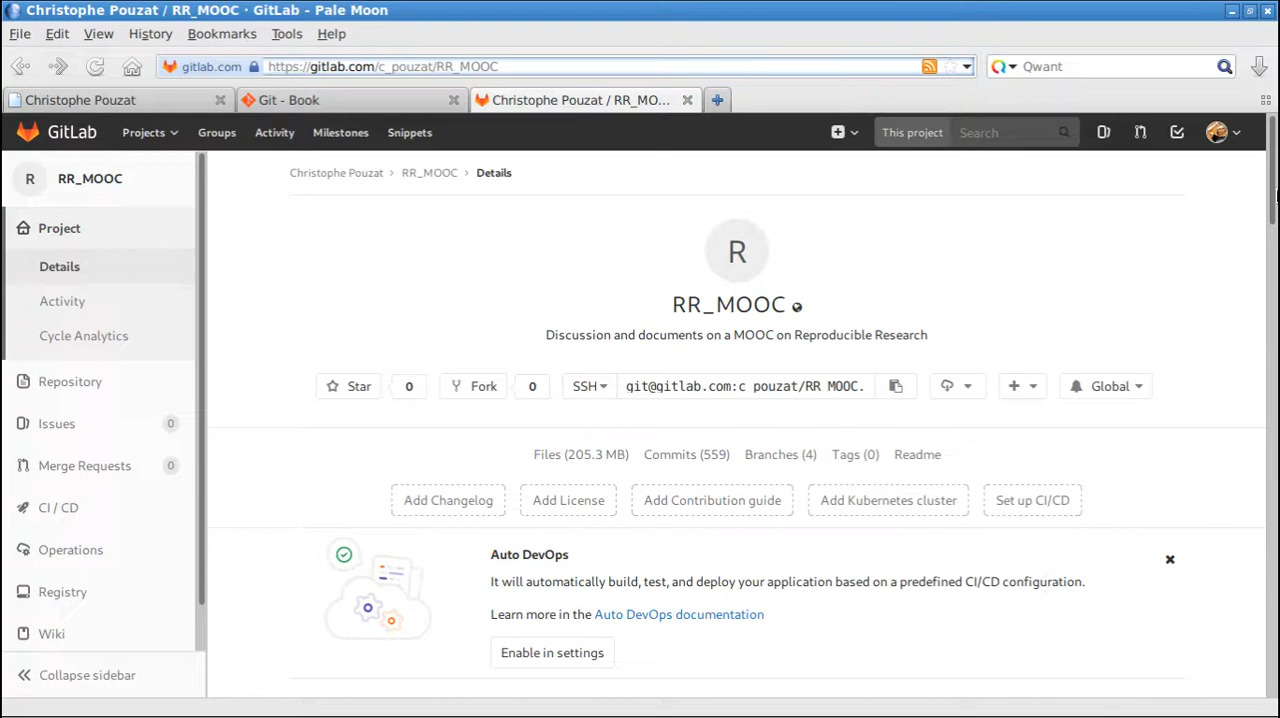 Christophe Pouzat / RR_MOOC · GitLab - Pale Moon
File Edit View History Bookmarks Tools Help
gitlab.com https://gitlab.com/c_pouzat/RR_MOOC Qwant
Christophe Pouzat Git - Book Christophe Pouzat / RR_MO...
GitLab Projects Groups Activity Milestones Snippets This project Search
R RR_MOOC
Christophe Pouzat > RR_MOOC > Details
Project
Details
Activity
Cycle Analytics
Repository
Issues 0
Merge Requests 0
CI / CD
Operations
Registry
Wiki
Collapse sidebar
R
RR_MOOC
Discussion and documents on a MOOC on Reproducible Research
Star 0 Fork 0 SSH git@gitlab.com:c_pouzat/RR_MOOC. Global
Files (205.3 MB) Commits (559) Branches (4) Tags (0) Readme
Add Changelog Add License Add Contribution guide Add Kubernetes cluster Set up CI/CD
Auto DevOps
It will automatically build, test, and deploy your application based on a predefined CI/CD configuration.
Learn more in the Auto DevOps documentation
Enable in settings